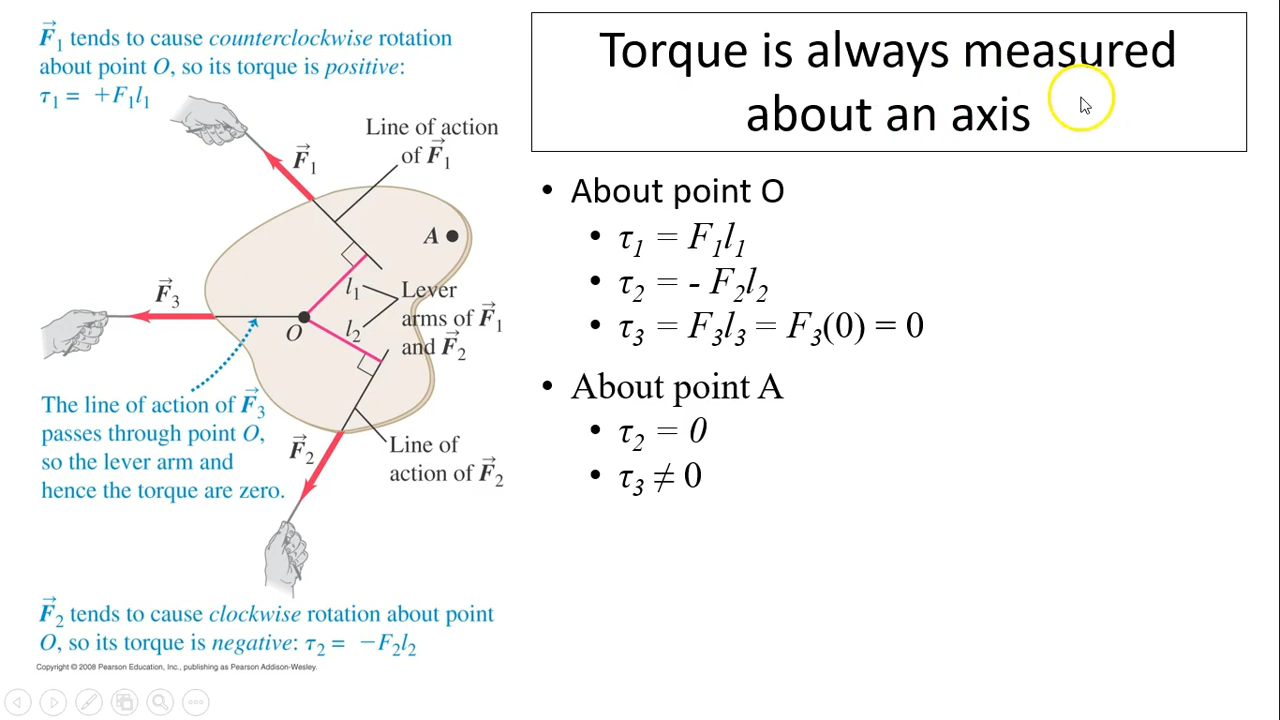 F⃗1 tends to cause counterclockwise rotation
about point O, so its torque is positive:
τ1 = +F1l1
Line of action
of F⃗1
F⃗1
A
F⃗3
l1
Lever
arms of F⃗1
and F⃗2
O
l2
The line of action of F⃗3
passes through point O,
so the lever arm and
hence the torque are zero.
F⃗2
Line of
action of F⃗2
F⃗2 tends to cause clockwise rotation about point
O, so its torque is negative: τ2 = −F2l2
Copyright © 2008 Pearson Education, Inc., publishing as Pearson Addison-Wesley.
Torque is always measured
about an axis
• About point O
• τ1 = F1l1
• τ2 = - F2l2
• τ3 = F3l3 = F3(0) = 0
• About point A
• τ2 = 0
• τ3 ≠ 0